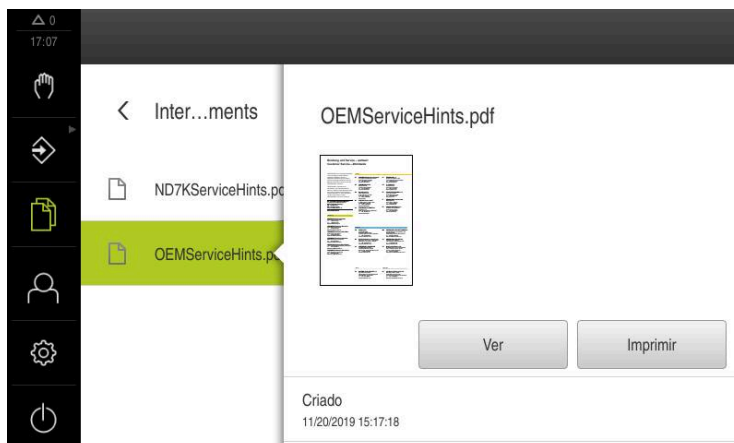 0
17:07
Inter…ments
OEMServiceHints.pdf
ND7KServiceHints.pd
OEMServiceHints.p
Ver
Imprimir
Criado
11/20/2019 15:17:18